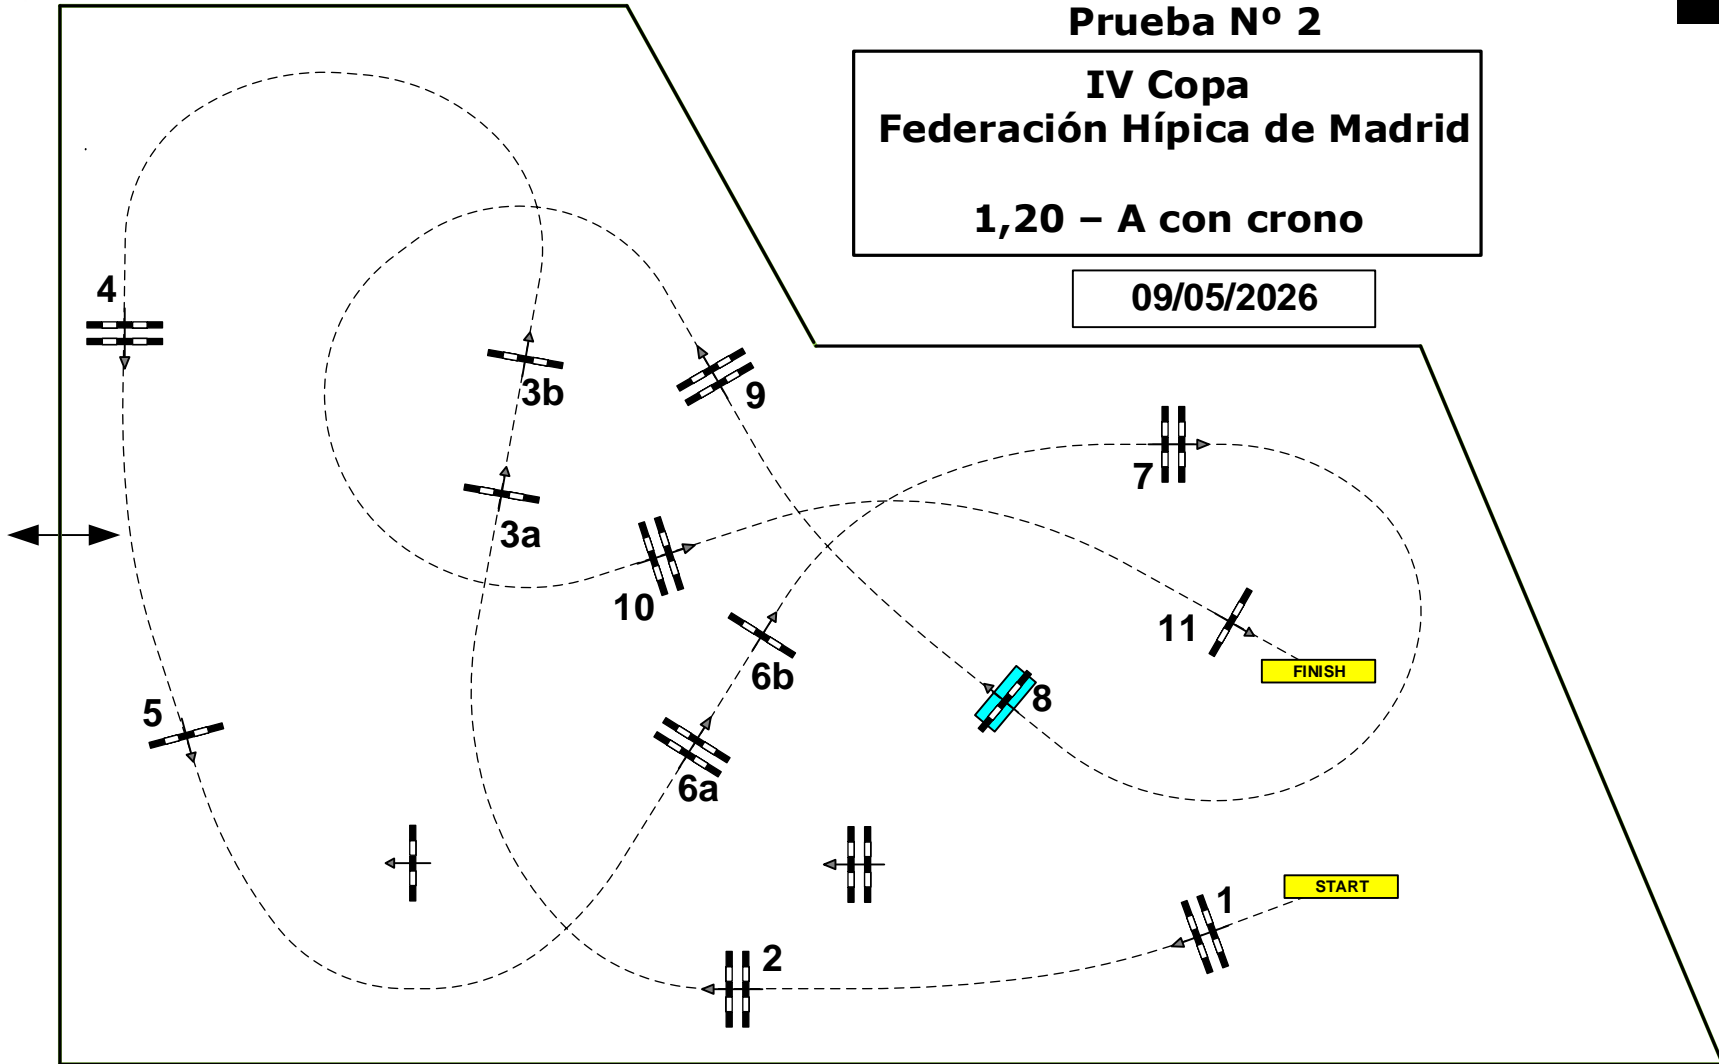 Prueba Nº 2
IV Copa
Federación Hípica de Madrid
1,20 – A con crono
09/05/2026
4
3b
9
7
3a
10
11
6b
FINISH
8
5
6a
START
1
2